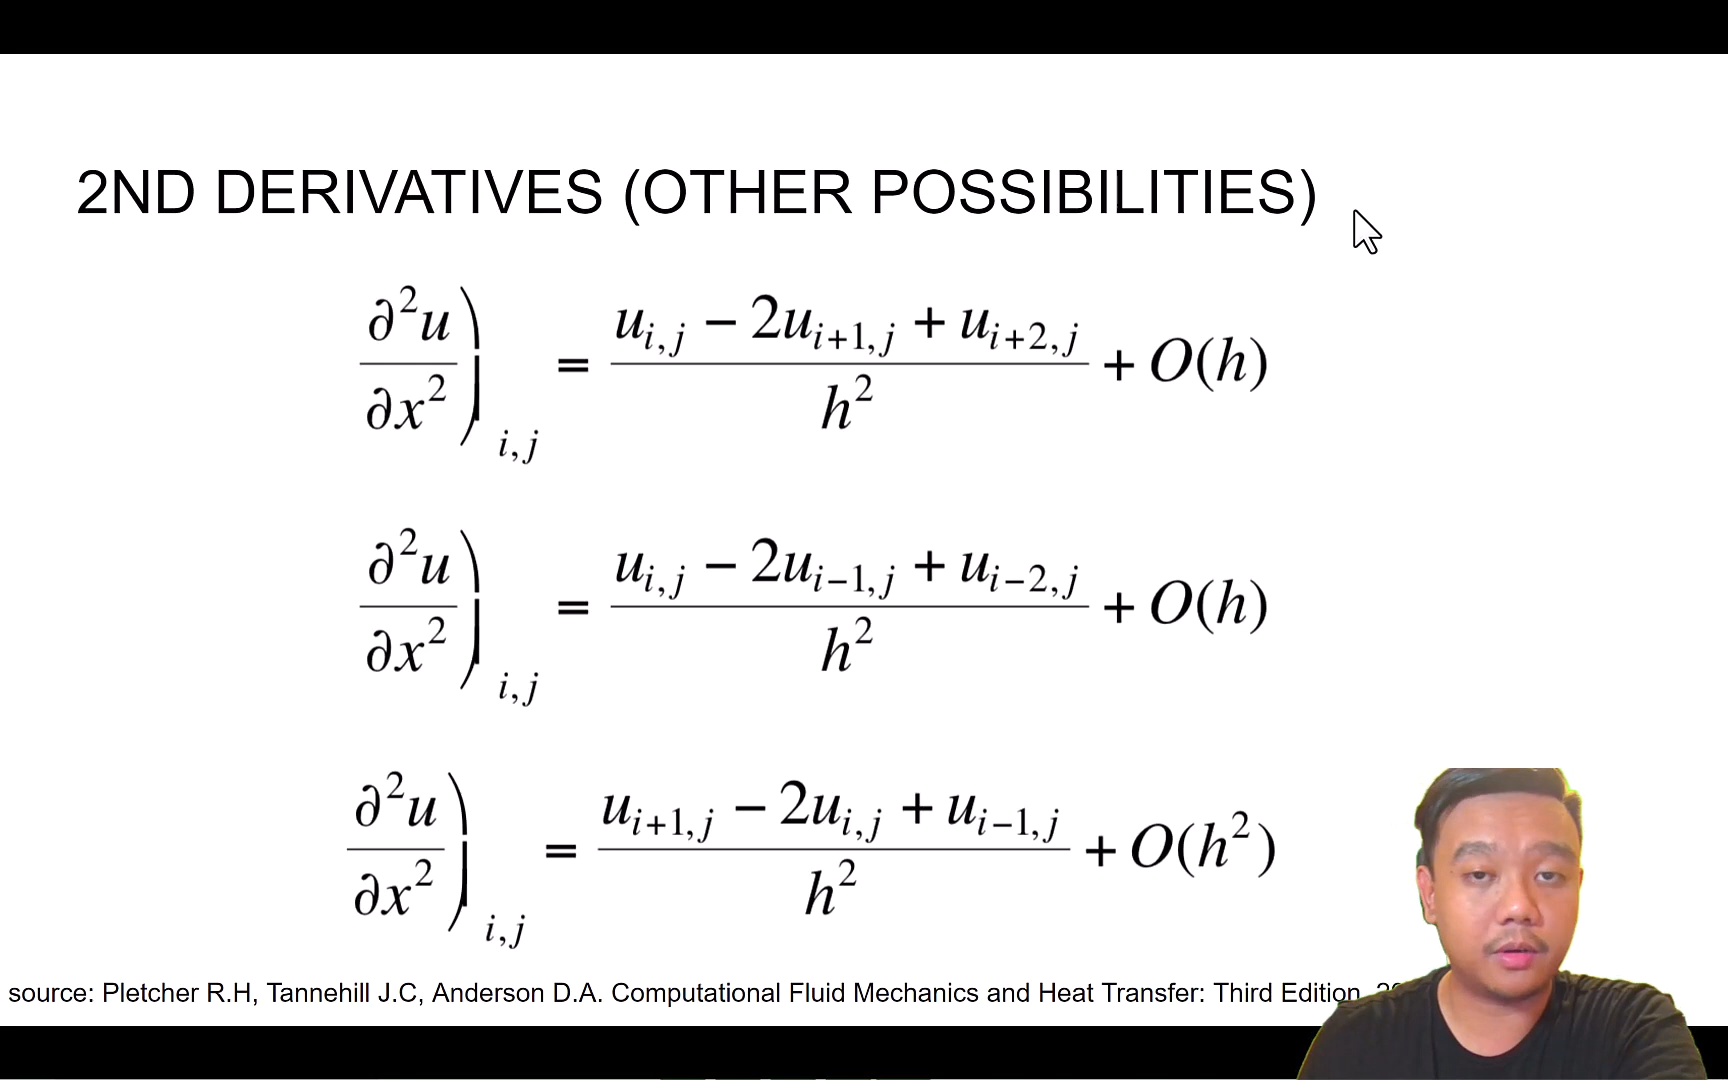 2ND DERIVATIVES (OTHER POSSIBILITIES)
∂²u/∂x²)_{i,j} = (u_{i,j} − 2u_{i+1,j} + u_{i+2,j})/h² + O(h)
∂²u/∂x²)_{i,j} = (u_{i,j} − 2u_{i−1,j} + u_{i−2,j})/h² + O(h)
∂²u/∂x²)_{i,j} = (u_{i+1,j} − 2u_{i,j} + u_{i−1,j})/h² + O(h²)
source: Pletcher R.H, Tannehill J.C, Anderson D.A. Computational Fluid Mechanics and Heat Transfer: Third Edition